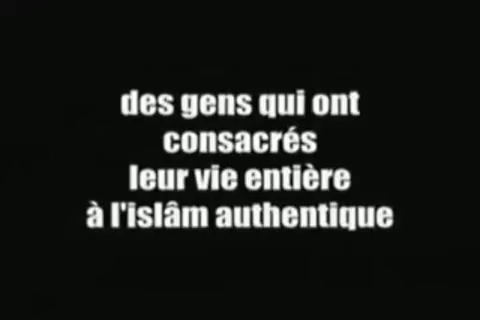 des gens qui ont
consacrés
leur vie entière
à l'islâm authentique